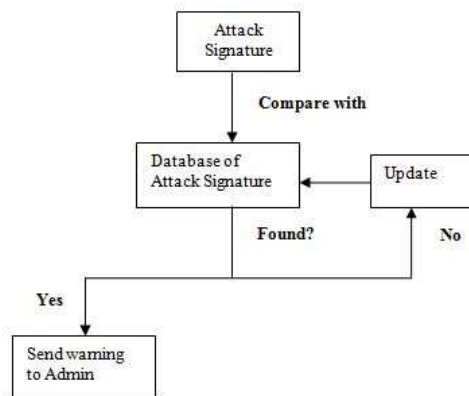 Attack
Signature
Compare with
Database of
Attack Signature
Update
Found?
No
Yes
Send warning
to Admin